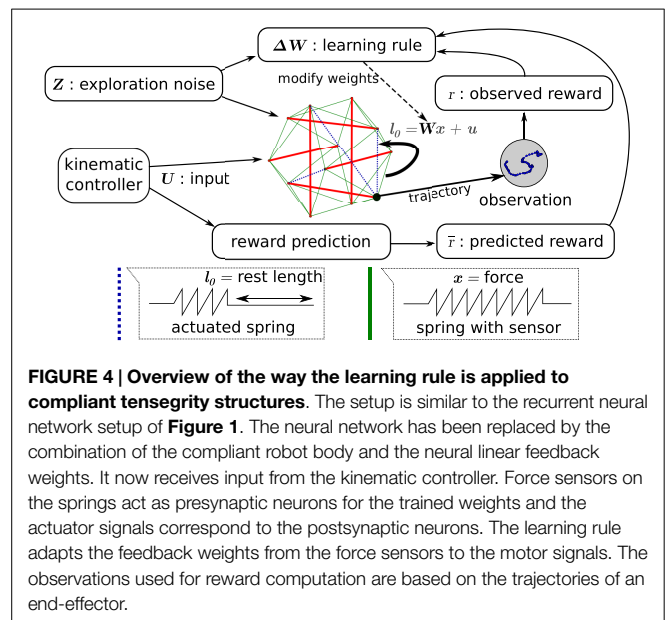 ΔW : learning rule
Z : exploration noise
modify weights
r : observed reward
l₀ = Wx + u
kinematic
controller
U : input
trajectory
observation
reward prediction
r̅ : predicted reward
l₀ = rest length
actuated spring
x = force
spring with sensor
FIGURE 4 | Overview of the way the learning rule is applied to
compliant tensegrity structures. The setup is similar to the recurrent neural
network setup of Figure 1. The neural network has been replaced by the
combination of the compliant robot body and the neural linear feedback
weights. It now receives input from the kinematic controller. Force sensors on
the springs act as presynaptic neurons for the trained weights and the
actuator signals correspond to the postsynaptic neurons. The learning rule
adapts the feedback weights from the force sensors to the motor signals. The
observations used for reward computation are based on the trajectories of an
end-effector.